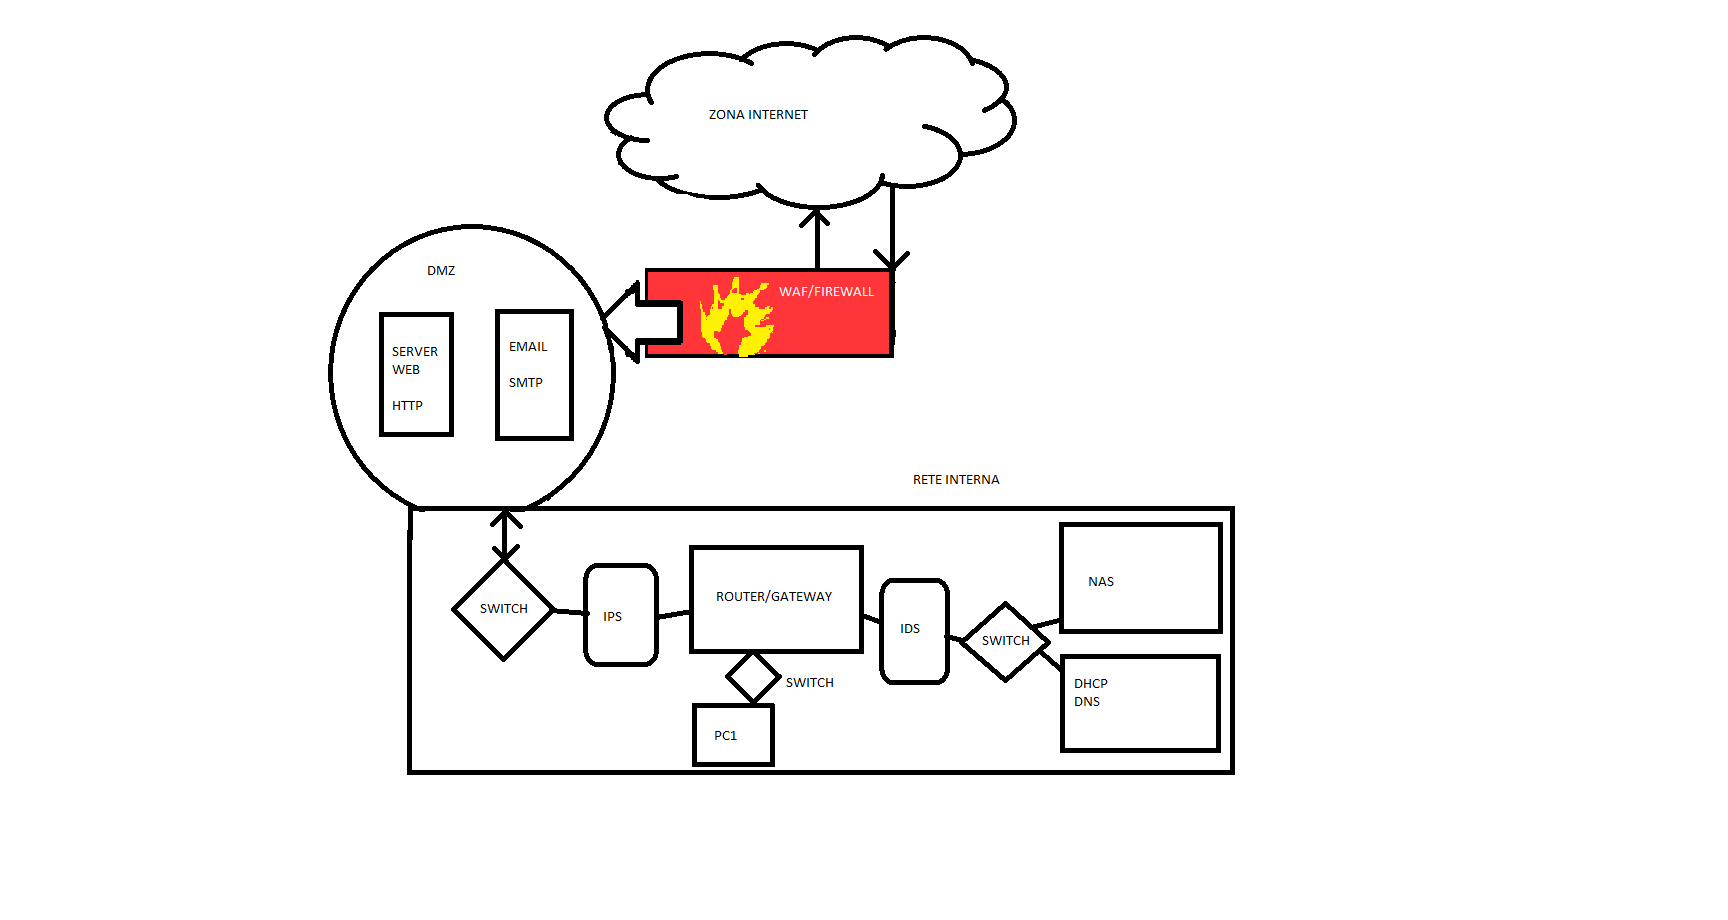 ZONA INTERNET
DMZ
WAF/FIREWALL
SERVER
WEB
HTTP
EMAIL
SMTP
RETE INTERNA
SWITCH
IPS
ROUTER/GATEWAY
IDS
SWITCH
NAS
SWITCH
DHCP
DNS
PC1